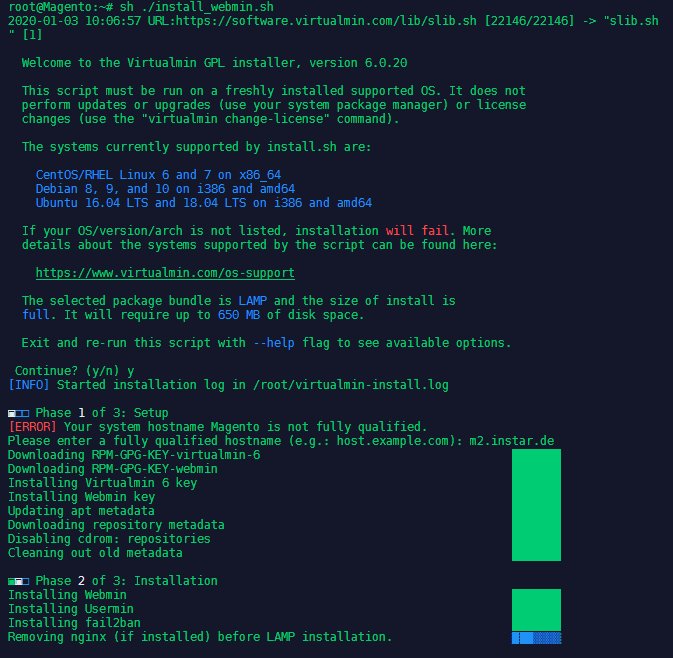 root@Magento:~# sh ./install_webmin.sh
2020-01-03 10:06:57 URL:https://software.virtualmin.com/lib/slib.sh [22146/22146] -> "slib.sh
" [1]
Welcome to the Virtualmin GPL installer, version 6.0.20
This script must be run on a freshly installed supported OS. It does not
perform updates or upgrades (use your system package manager) or license
changes (use the "virtualmin change-license" command).
The systems currently supported by install.sh are:
CentOS/RHEL Linux 6 and 7 on x86_64
Debian 8, 9, and 10 on i386 and amd64
Ubuntu 16.04 LTS and 18.04 LTS on i386 and amd64
If your OS/version/arch is not listed, installation will fail. More
details about the systems supported by the script can be found here:
https://www.virtualmin.com/os-support
The selected package bundle is LAMP and the size of install is
full. It will require up to 650 MB of disk space.
Exit and re-run this script with --help flag to see available options.
Continue? (y/n) y
[INFO] Started installation log in /root/virtualmin-install.log
▣□□ Phase 1 of 3: Setup
[ERROR] Your system hostname Magento is not fully qualified.
Please enter a fully qualified hostname (e.g.: host.example.com): m2.instar.de
Downloading RPM-GPG-KEY-virtualmin-6
Downloading RPM-GPG-KEY-webmin
Installing Virtualmin 6 key
Installing Webmin key
Updating apt metadata
Downloading repository metadata
Disabling cdrom: repositories
Cleaning out old metadata
▣▣□ Phase 2 of 3: Installation
Installing Webmin
Installing Usermin
Installing fail2ban
Removing nginx (if installed) before LAMP installation.